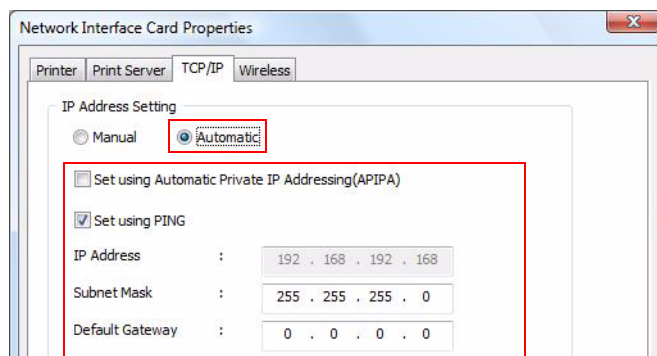 Network Interface Card Properties
Printer Print Server TCP/IP Wireless
IP Address Setting
Manual Automatic
Set using Automatic Private IP Addressing(APIPA)
Set using PING
IP Address : 192 . 168 . 192 . 168
Subnet Mask : 255 . 255 . 255 . 0
Default Gateway : 0 . 0 . 0 . 0